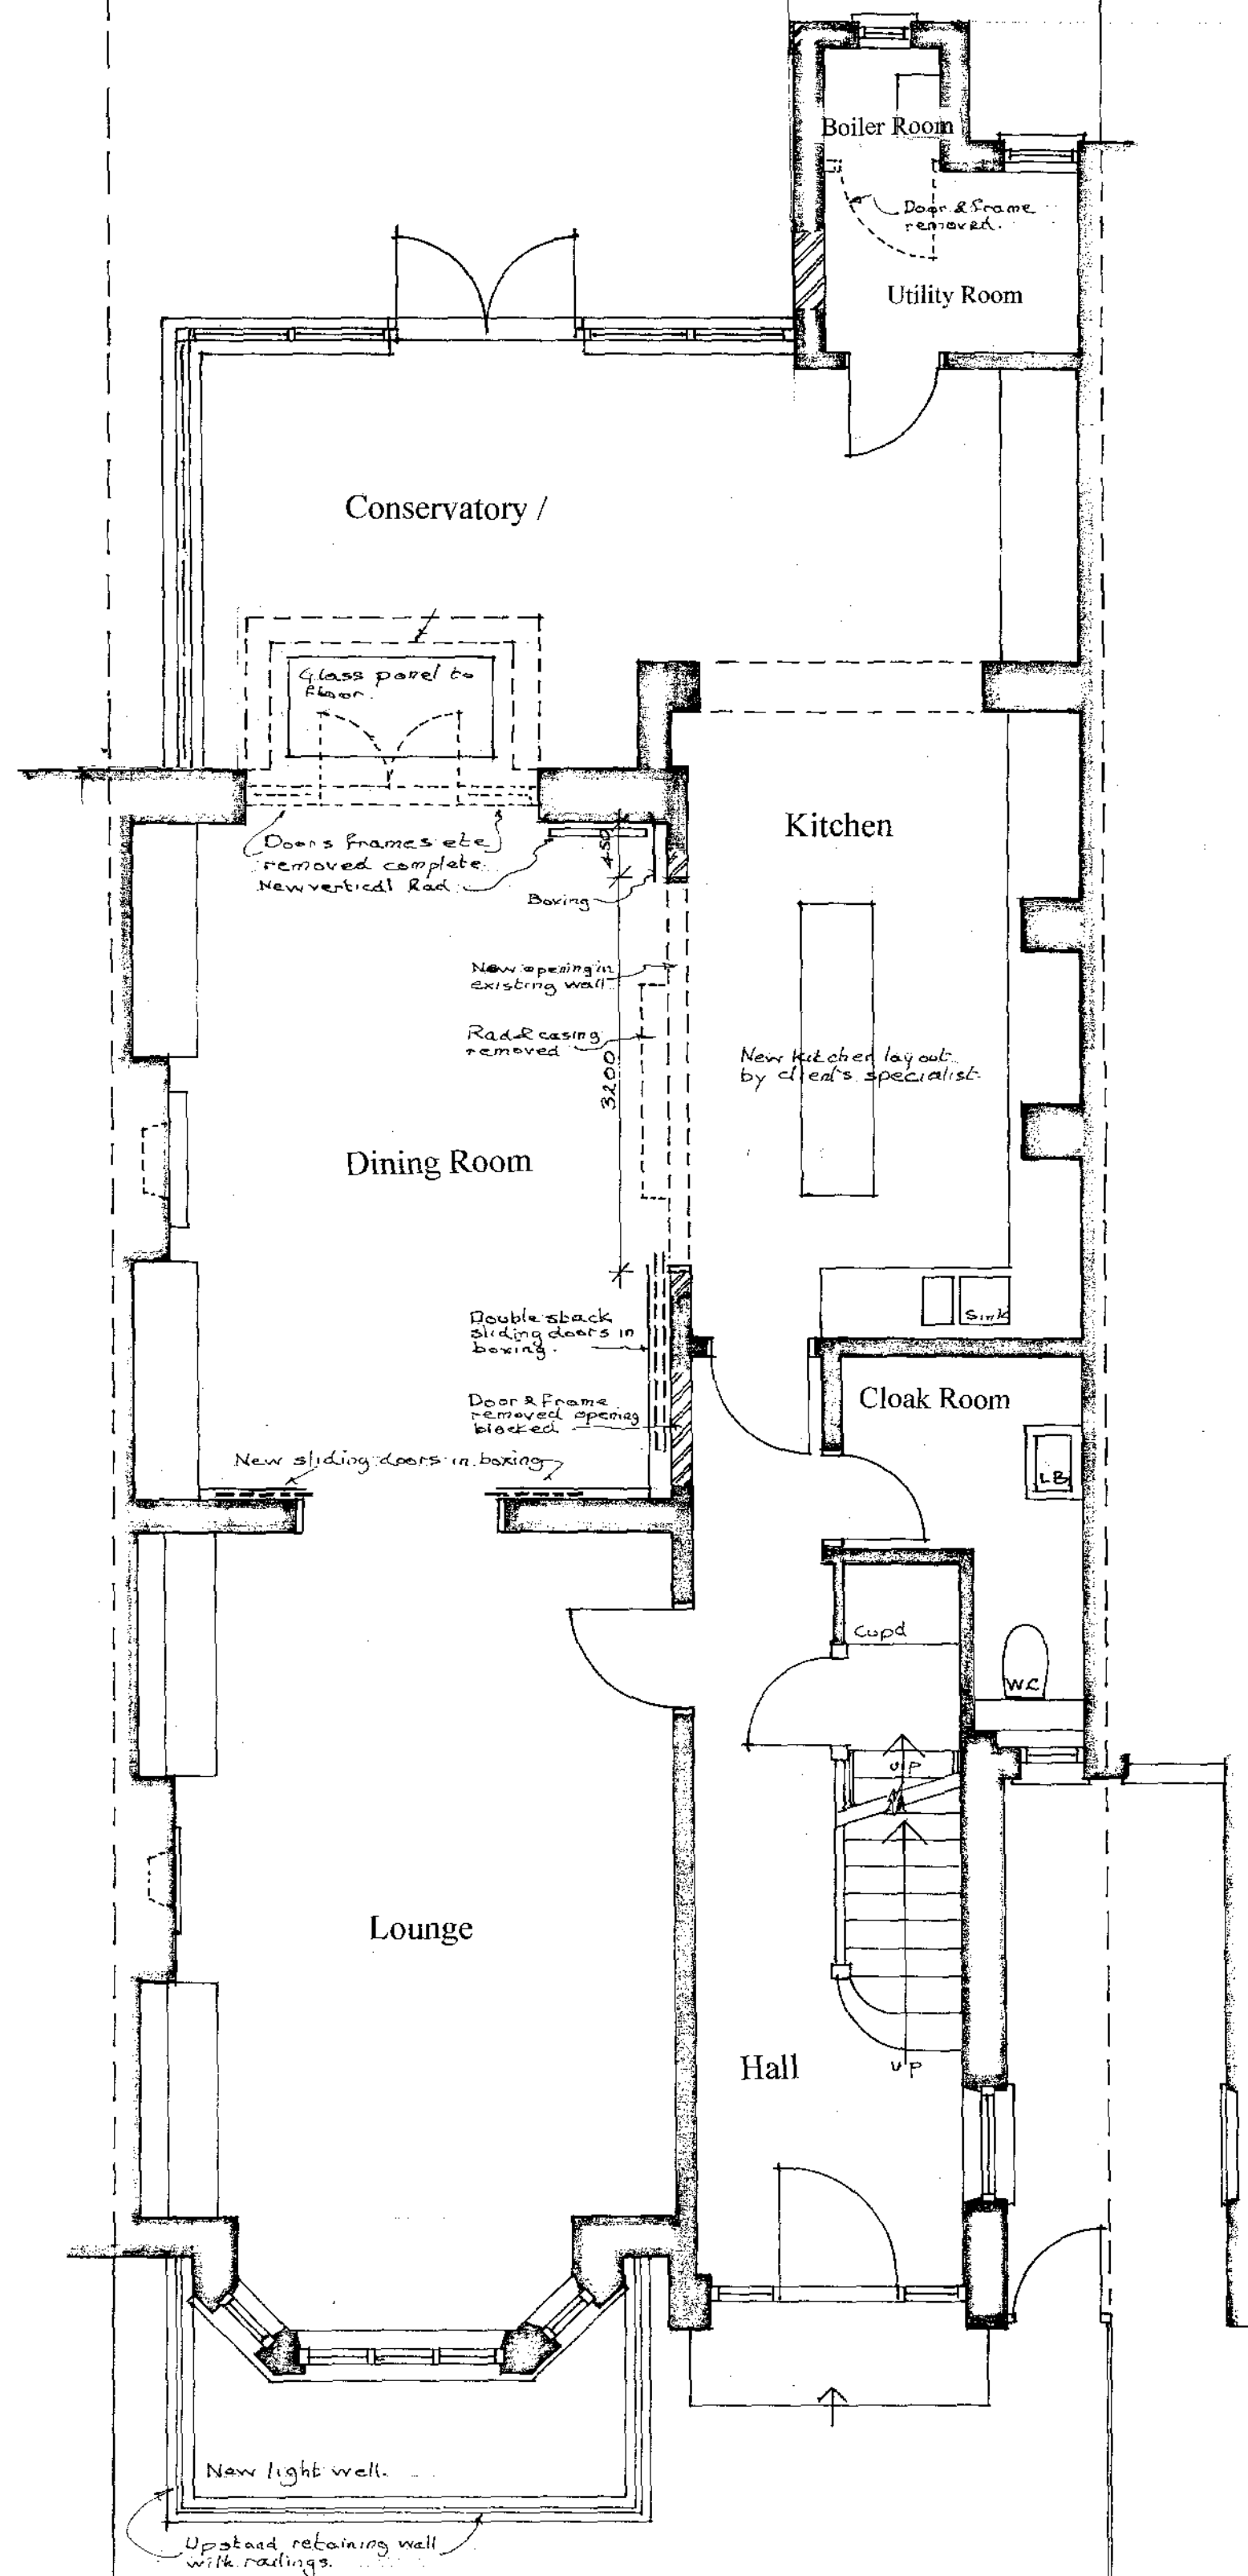 Boiler Room
Door & frame
removed.
Utility Room
Conservatory /
Glass panel to
floor.
Kitchen
Doors frames etc
removed complete.
New vertical Rad
450
Boxing
New opening in
existing wall
Rad & casing
removed
3200
New kitchen layout
by clients specialist.
Dining Room
Sink
Double stack
sliding doors in
boxing.
Cloak Room
Door & Frame
removed opening
blocked.
LB
New sliding doors in boxing
Cupd
W.C
UP
Lounge
Hall
UP
New light well.
Upstand retaining wall
with railings.